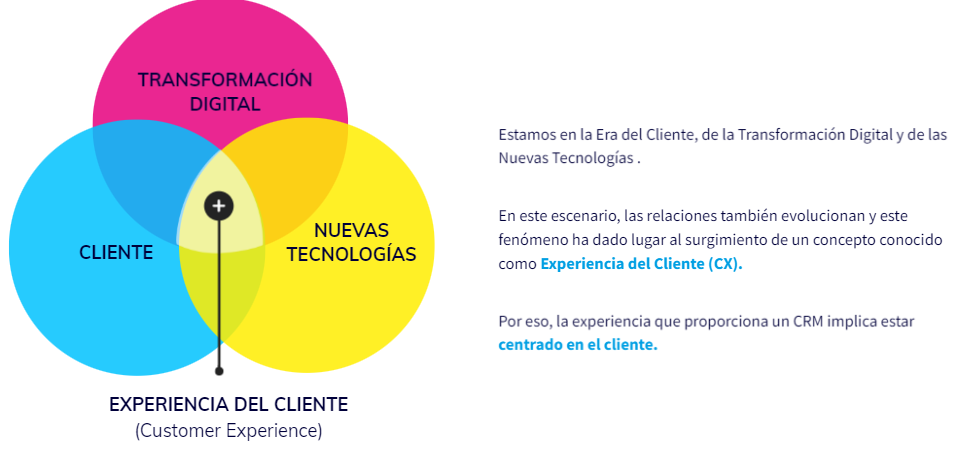 TRANSFORMACIÓN
DIGITAL
CLIENTE
NUEVAS
TECNOLOGÍAS
EXPERIENCIA DEL CLIENTE
(Customer Experience)
Estamos en la Era del Cliente, de la Transformación Digital y de las
Nuevas Tecnologías .
En este escenario, las relaciones también evolucionan y este
fenómeno ha dado lugar al surgimiento de un concepto conocido
como Experiencia del Cliente (CX).
Por eso, la experiencia que proporciona un CRM implica estar
centrado en el cliente.